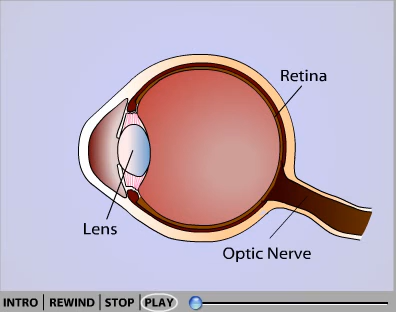 Retina
Lens
Optic Nerve
INTRO | REWIND | STOP | PLAY